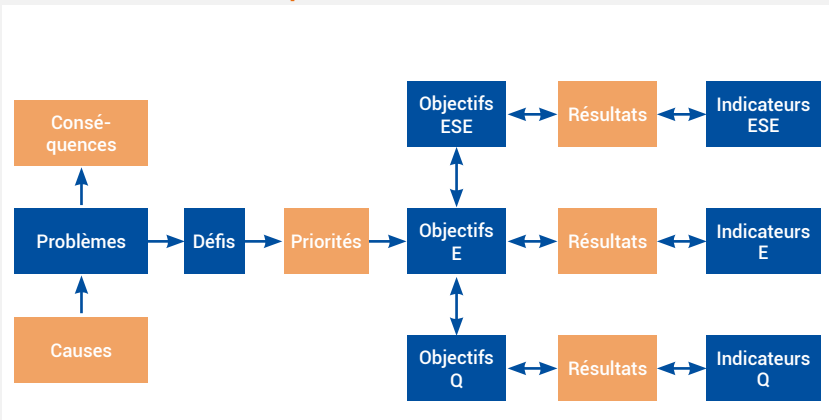 Objectifs
ESE
Résultats
Indicateurs
ESE
Consé-
quences
Problèmes
Défis
Priorités
Objectifs
E
Résultats
Indicateurs
E
Causes
Objectifs
Q
Résultats
Indicateurs
Q